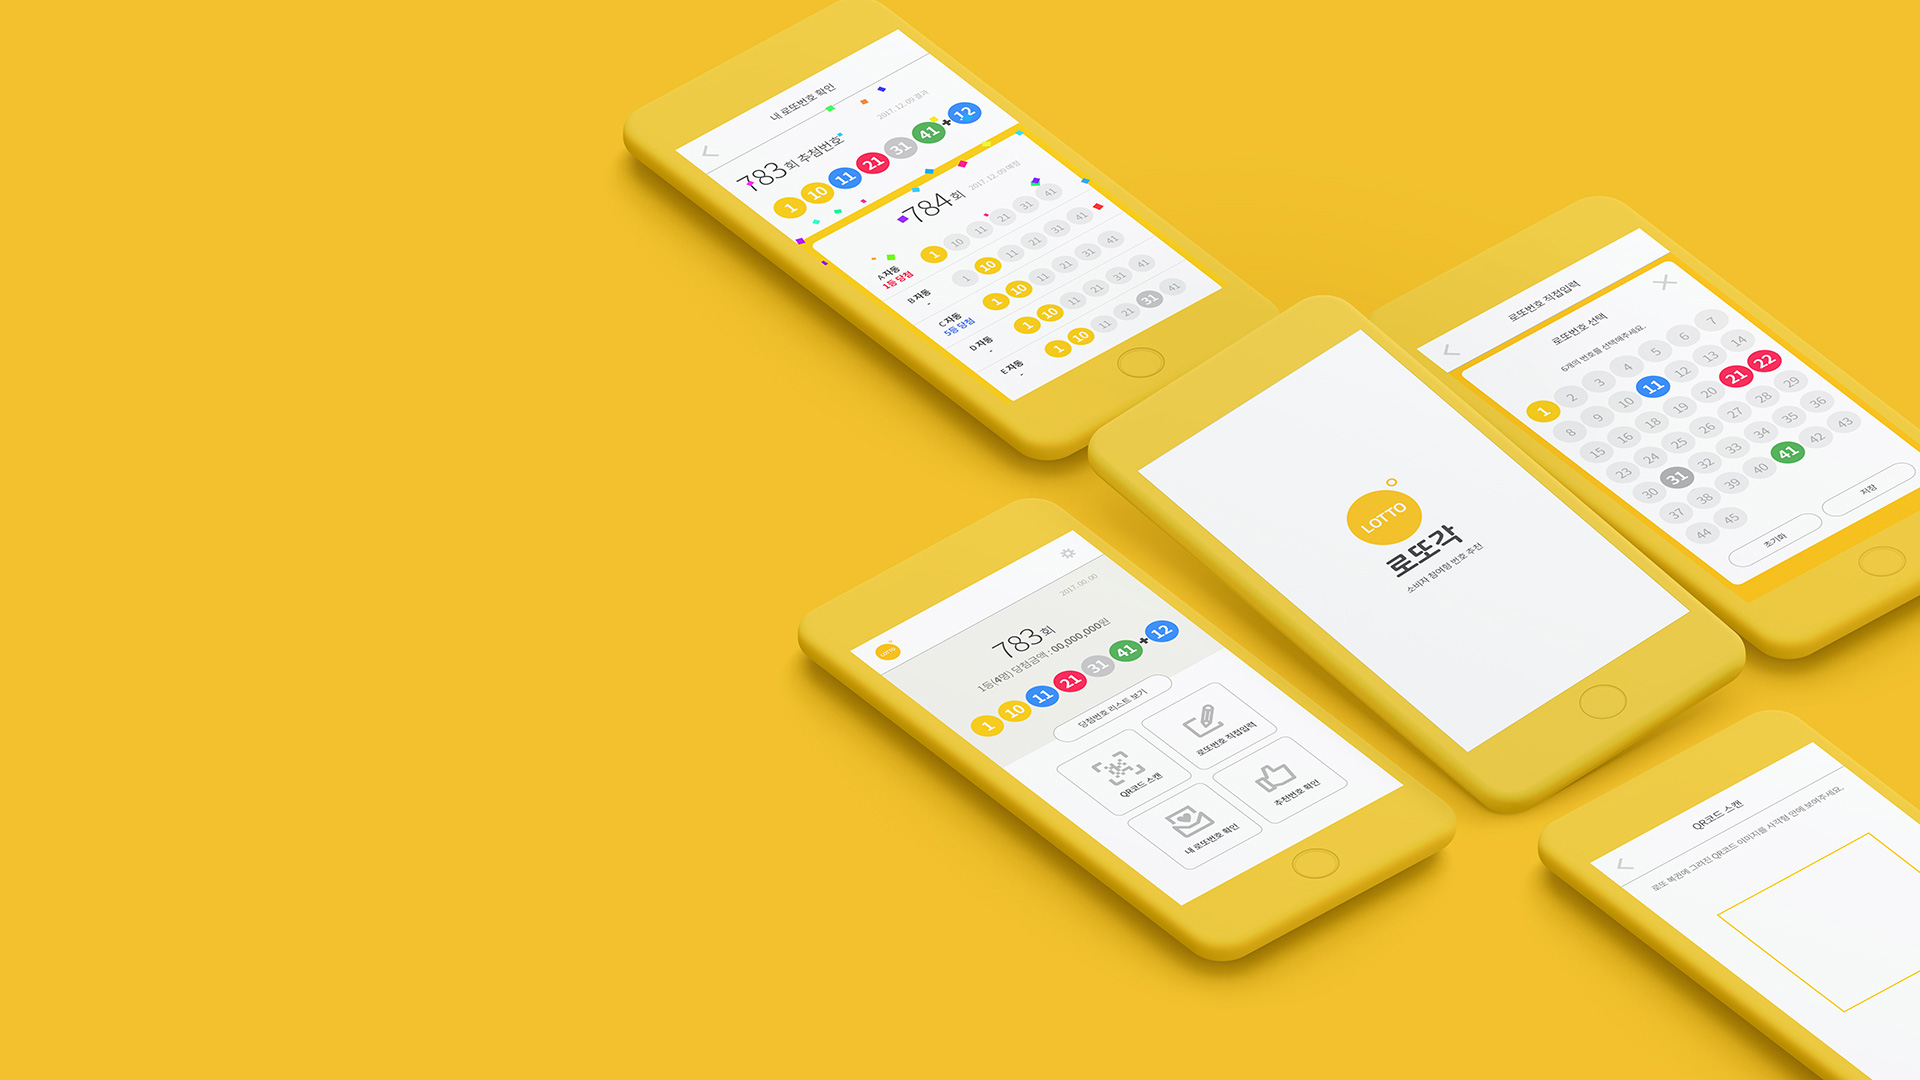 내 로또번호 확인
2017.12.09 결과
783회 추첨번호
1 10 11 21 31 41 + 12
2017.12.09 예정
784회
A 자동 1 10 11 21 31 41
1등 당첨
B 자동 1 10 11 21 31 41
-
C 자동 1 10 11 21 31 41
5등 당첨
D 자동 1 10 11 21 31 41
-
E 자동 1 10 11 21 31 41
-
로또번호 직접입력
로또번호 선택
6개의 번호를 선택해주세요.
1 2 3 4 5 6 7
8 9 10 11 12 13 14
15 16 18 19 20 21 22
23 24 25 26 27 28 29
30 31 32 33 34 35 36
37 38 39 40 41 42 43
44 45
초기화 저장
LOTTO
로또각
소비자 참여형 번호 추천
LOTTO
2017.00.00
783회
1등(4명) 당첨금액 : 00,000,000원
1 10 11 21 31 41 + 12
당첨번호 리스트 보기
QR코드 스캔
로또번호 직접입력
내 로또번호 확인
추천번호 확인
QR코드 스캔
로또 복권에 그려진 QR코드 이미지를 사각형 안에 보여주세요.